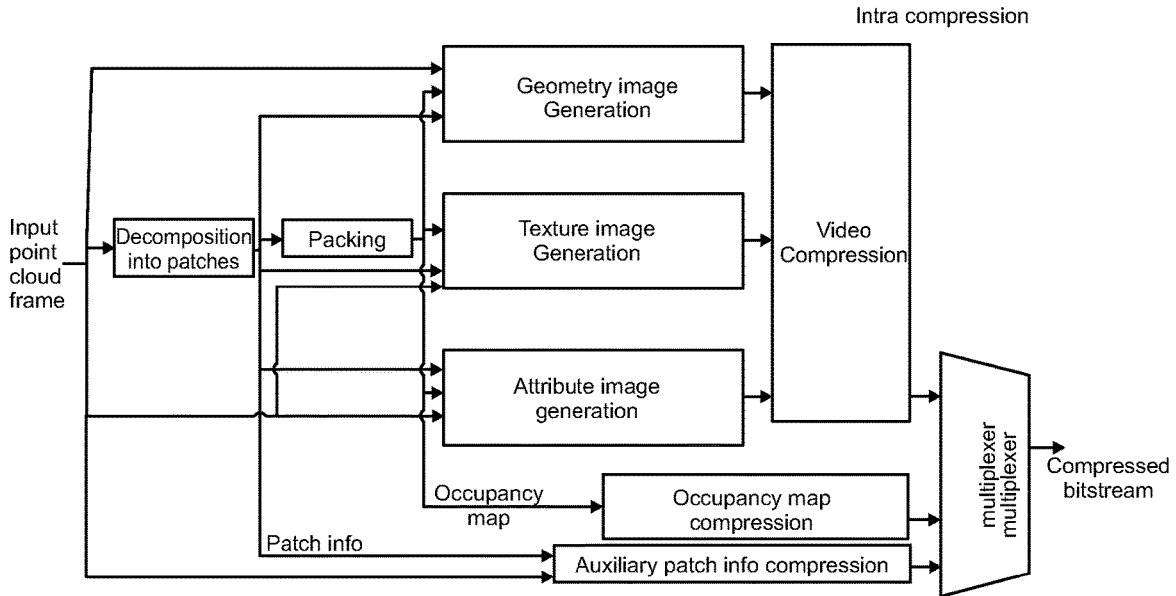 Intra compression
Geometry image
Generation
Input
point
cloud
frame
Decomposition
into patches
Packing
Texture image
Generation
Video
Compression
Attribute image
generation
multiplexer
multiplexer
Compressed
bitstream
Occupancy
map
Occupancy map
compression
Patch info
Auxiliary patch info compression